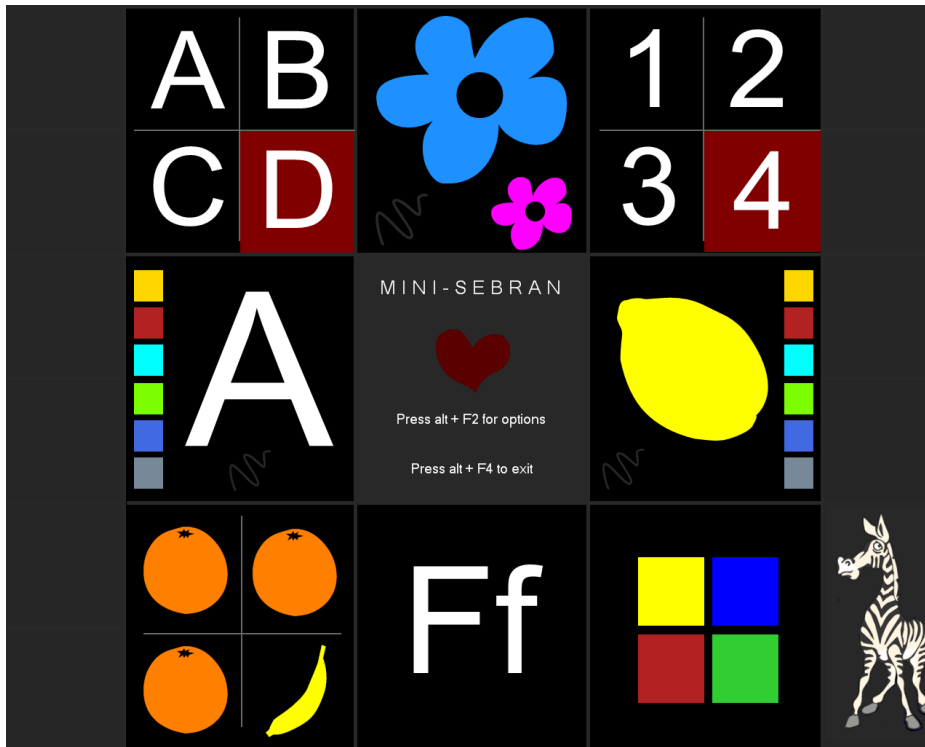 A B
C D
1 2
3 4
A
MINI-SEBRAN
Press alt + F2 for options
Press alt + F4 to exit
Ff